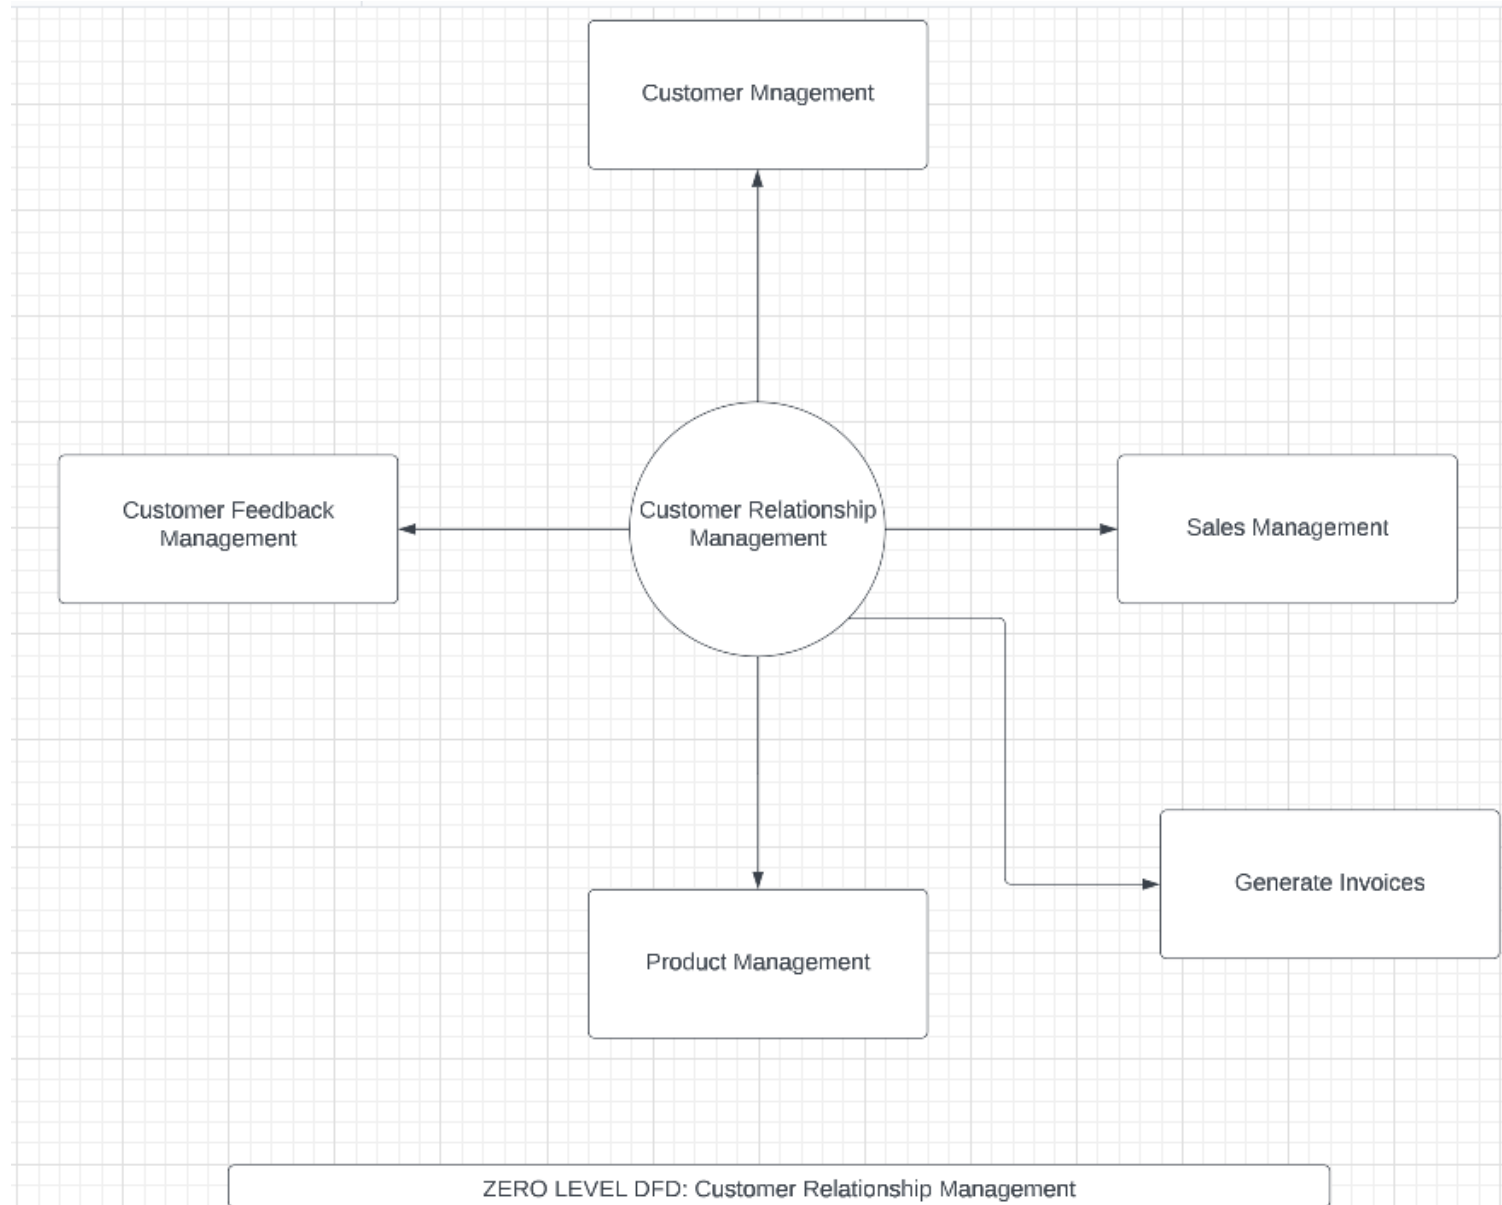 Customer Mnagement
Customer Feedback
Management
Customer Relationship
Management
Sales Management
Generate Invoices
Product Management
ZERO LEVEL DFD: Customer Relationship Management